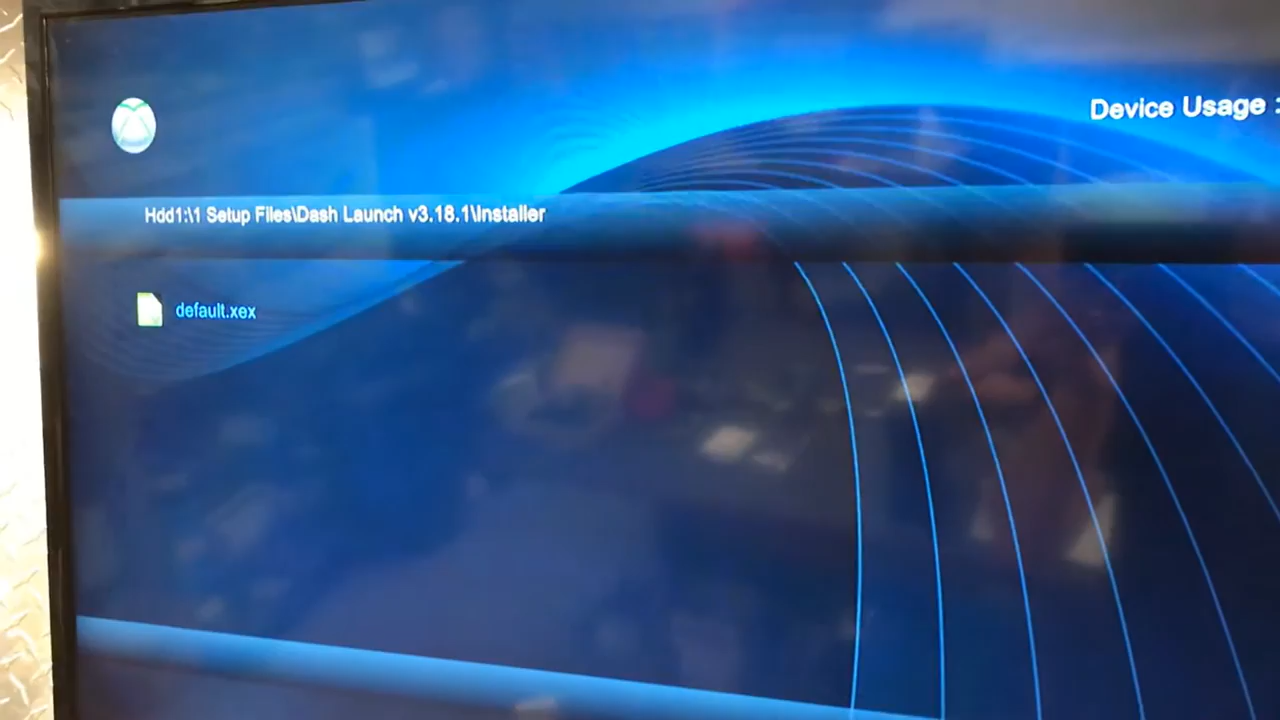 Device Usage :
Hdd1:\1 Setup Files\Dash Launch v3.18.1\Installer
default.xex